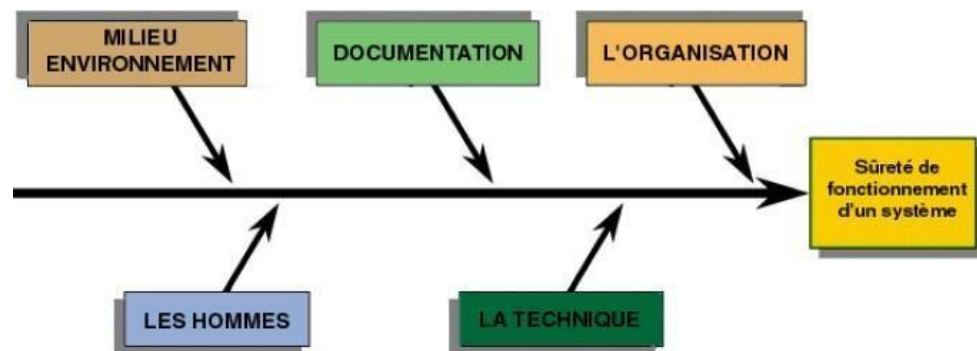 MILIEU
ENVIRONNEMENT
DOCUMENTATION
L'ORGANISATION
Sûreté de
fonctionnement
d'un système
LES HOMMES
LA TECHNIQUE